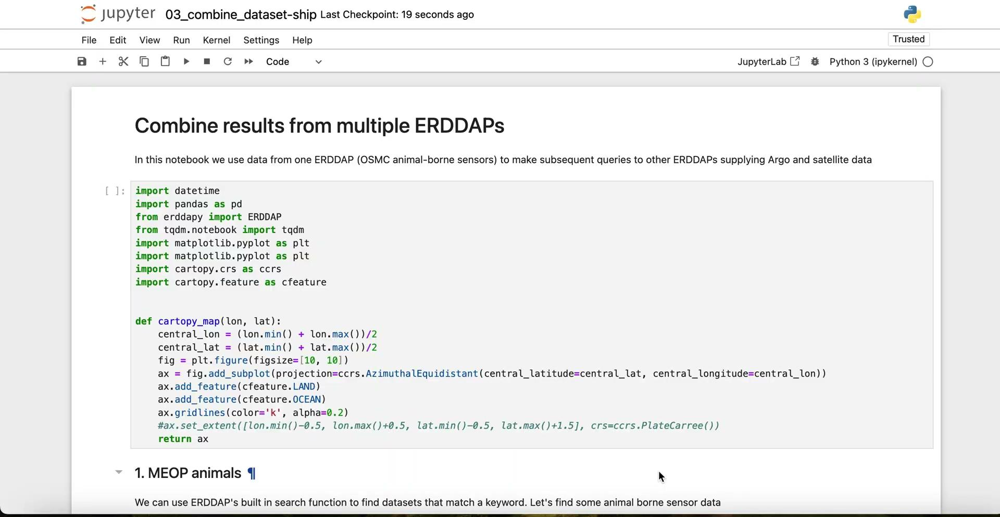 jupyter 03_combine_dataset-ship Last Checkpoint: 19 seconds ago
File Edit View Run Kernel Settings Help Trusted
Code JupyterLab Python 3 (ipykernel)
Combine results from multiple ERDDAPs
In this notebook we use data from one ERDDAP (OSMC animal-borne sensors) to make subsequent queries to other ERDDAPs supplying Argo and satellite data
[ ]: import datetime
import pandas as pd
from erddapy import ERDDAP
from tqdm.notebook import tqdm
import matplotlib.pyplot as plt
import matplotlib.pyplot as plt
import cartopy.crs as ccrs
import cartopy.feature as cfeature
def cartopy_map(lon, lat):
    central_lon = (lon.min() + lon.max())/2
    central_lat = (lat.min() + lat.max())/2
    fig = plt.figure(figsize=[10, 10])
    ax = fig.add_subplot(projection=ccrs.AzimuthalEquidistant(central_latitude=central_lat, central_longitude=central_lon))
    ax.add_feature(cfeature.LAND)
    ax.add_feature(cfeature.OCEAN)
    ax.gridlines(color='k', alpha=0.2)
    #ax.set_extent([lon.min()-0.5, lon.max()+0.5, lat.min()-0.5, lat.max()+1.5], crs=ccrs.PlateCarree())
    return ax
1. MEOP animals ¶
We can use ERDDAP's built in search function to find datasets that match a keyword. Let's find some animal borne sensor data